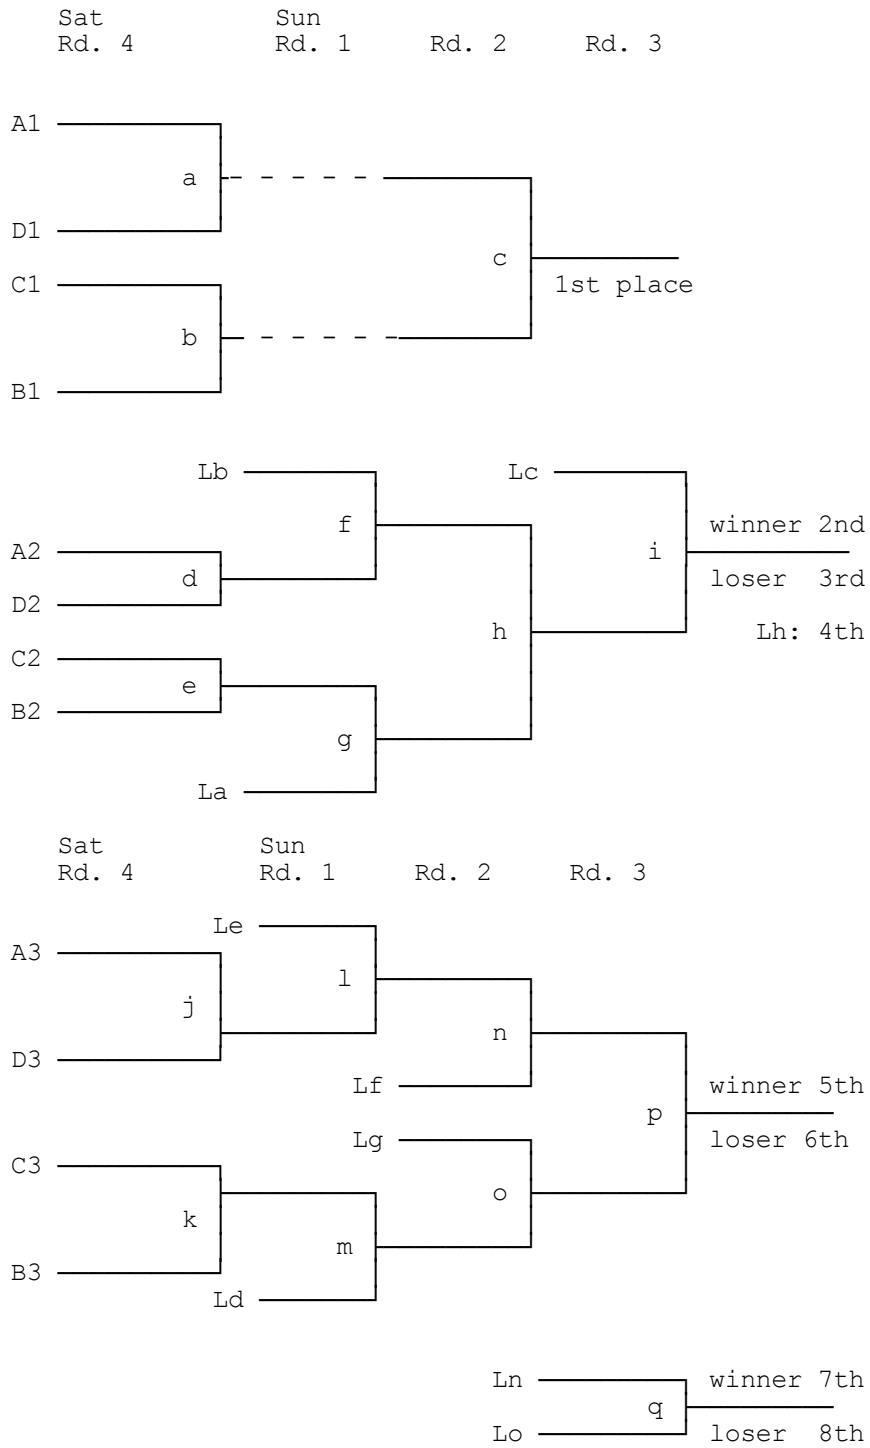 Sat Sun
Rd. 4 Rd. 1 Rd. 2 Rd. 3
A1
a
D1
c
C1 1st place
b
B1
Lb Lc
f winner 2nd
A2 i
d loser 3rd
D2
h Lh: 4th
C2
e
B2
g
La
Sat Sun
Rd. 4 Rd. 1 Rd. 2 Rd. 3
Le
A3
l
j
n
D3
Lf winner 5th
p
Lg loser 6th
C3
o
k
m
B3
Ld
Ln winner 7th
q
Lo loser 8th